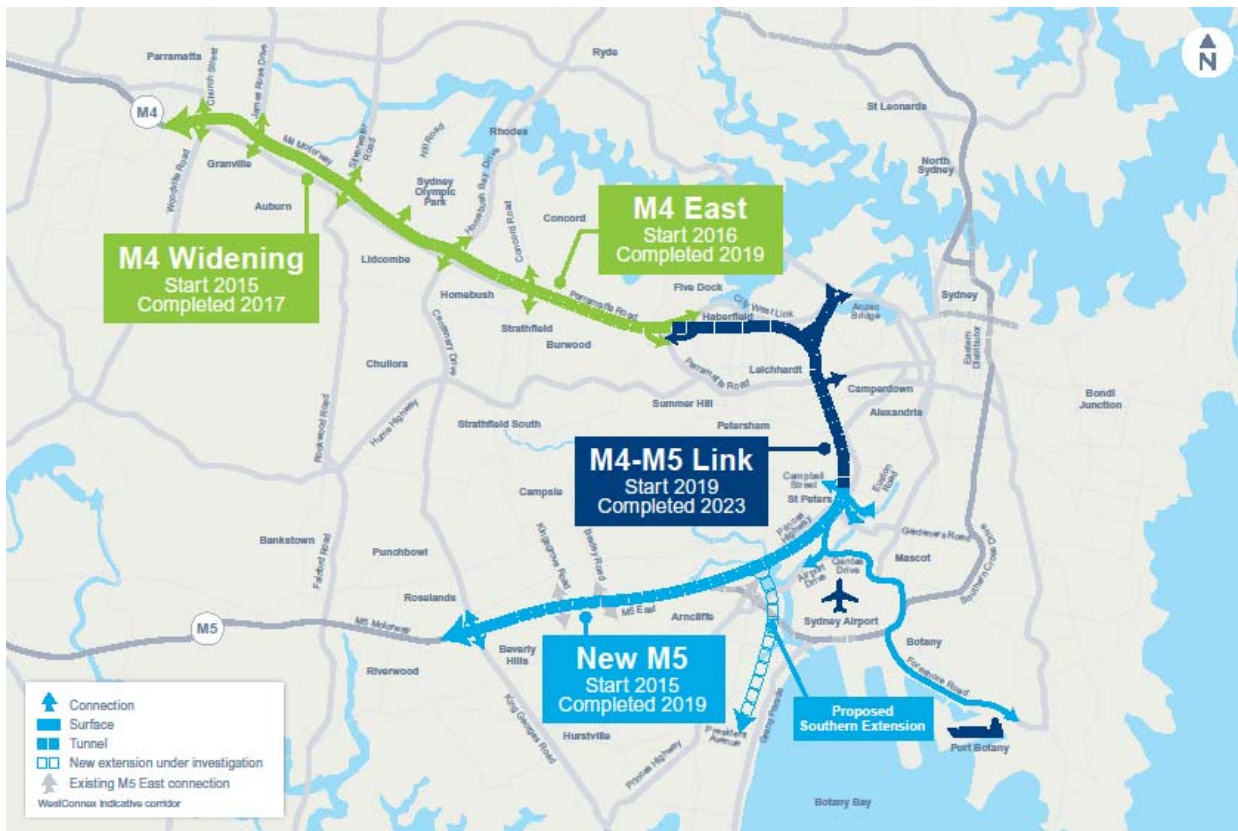 Parramatta
Church Street
James Ruse Drive
Ryde
N
M4
St Leonards
M4 Motorway
Silverwater
Road
Hill Road
Rhodes
Homebush Bay Drive
Granville
Woodville Road
Sydney
Olympic
Park
North
Sydney
Auburn
Concord Road
Concord
M4 East
Start 2016
Completed 2019
M4 Widening
Start 2015
Completed 2017
Lidcombe
Homebush
Parramatta Road
Five Dock
City West Link
Haberfield
Anzac
Bridge
Sydney
Strathfield
Burwood
Centenary Drive
Eastern
Distributor
Chullora
Parramatta Road
Leichhardt
Camperdown
Bondi
Junction
Summer Hill
Alexandria
Rookwood Road
Hume Highway
Strathfield South
Petersham
M4-M5 Link
Start 2019
Completed 2023
Campbell
Street
St Peters
Euston
Road
Campsie
Princes
Highway
Gardeners Road
Bankstown
Fairford Road
Punchbowl
Kingsgrove Road
Bexley Road
Mascot
Qantas
Drive
Airport
Drive
Southern Cross Drive
Roselands
M5 East
Arncliffe
Sydney Airport
M5
M5 Motorway
Botany
Beverly
Hills
New M5
Start 2015
Completed 2019
Riverwood
Foreshore Road
Proposed
Southern Extension
King Georges Road
Hurstville
President
Avenue
Grand Parade
Princes Highway
Port Botany
Botany Bay
Connection
Surface
Tunnel
New extension under investigation
Existing M5 East connection
WestConnex indicative corridor